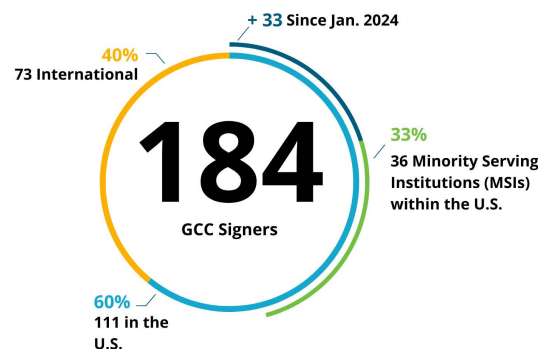 + 33 Since Jan. 2024
40%
73 International
184
GCC Signers
33%
36 Minority Serving
Institutions (MSIs)
within the U.S.
60%
111 in the
U.S.